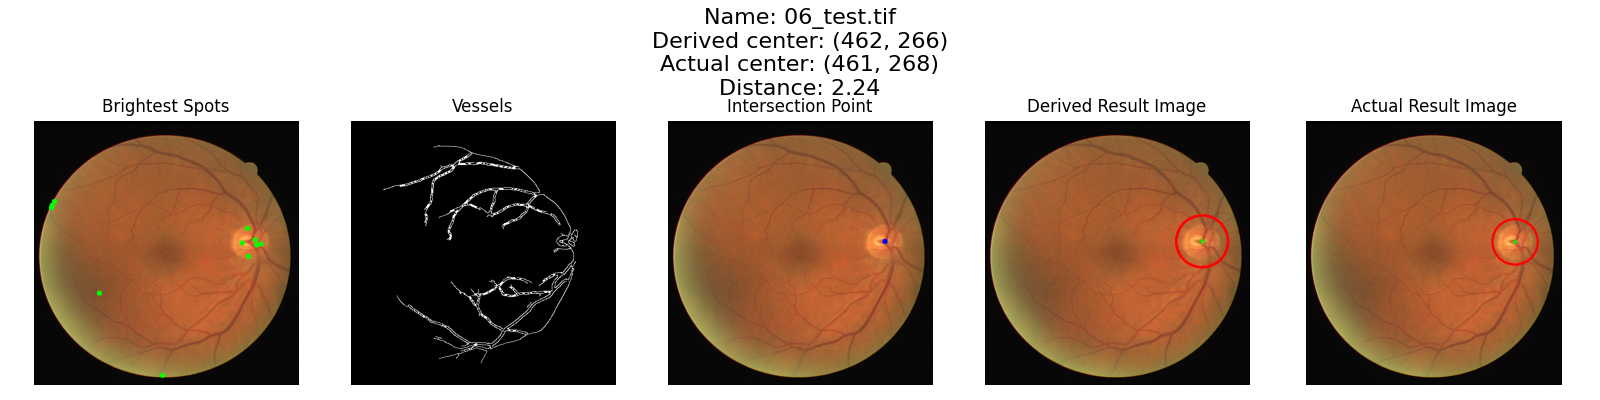 Name: 06_test.tif
Derived center: (462, 266)
Actual center: (461, 268)
Distance: 2.24
Brightest Spots
Vessels
Intersection Point
Derived Result Image
Actual Result Image